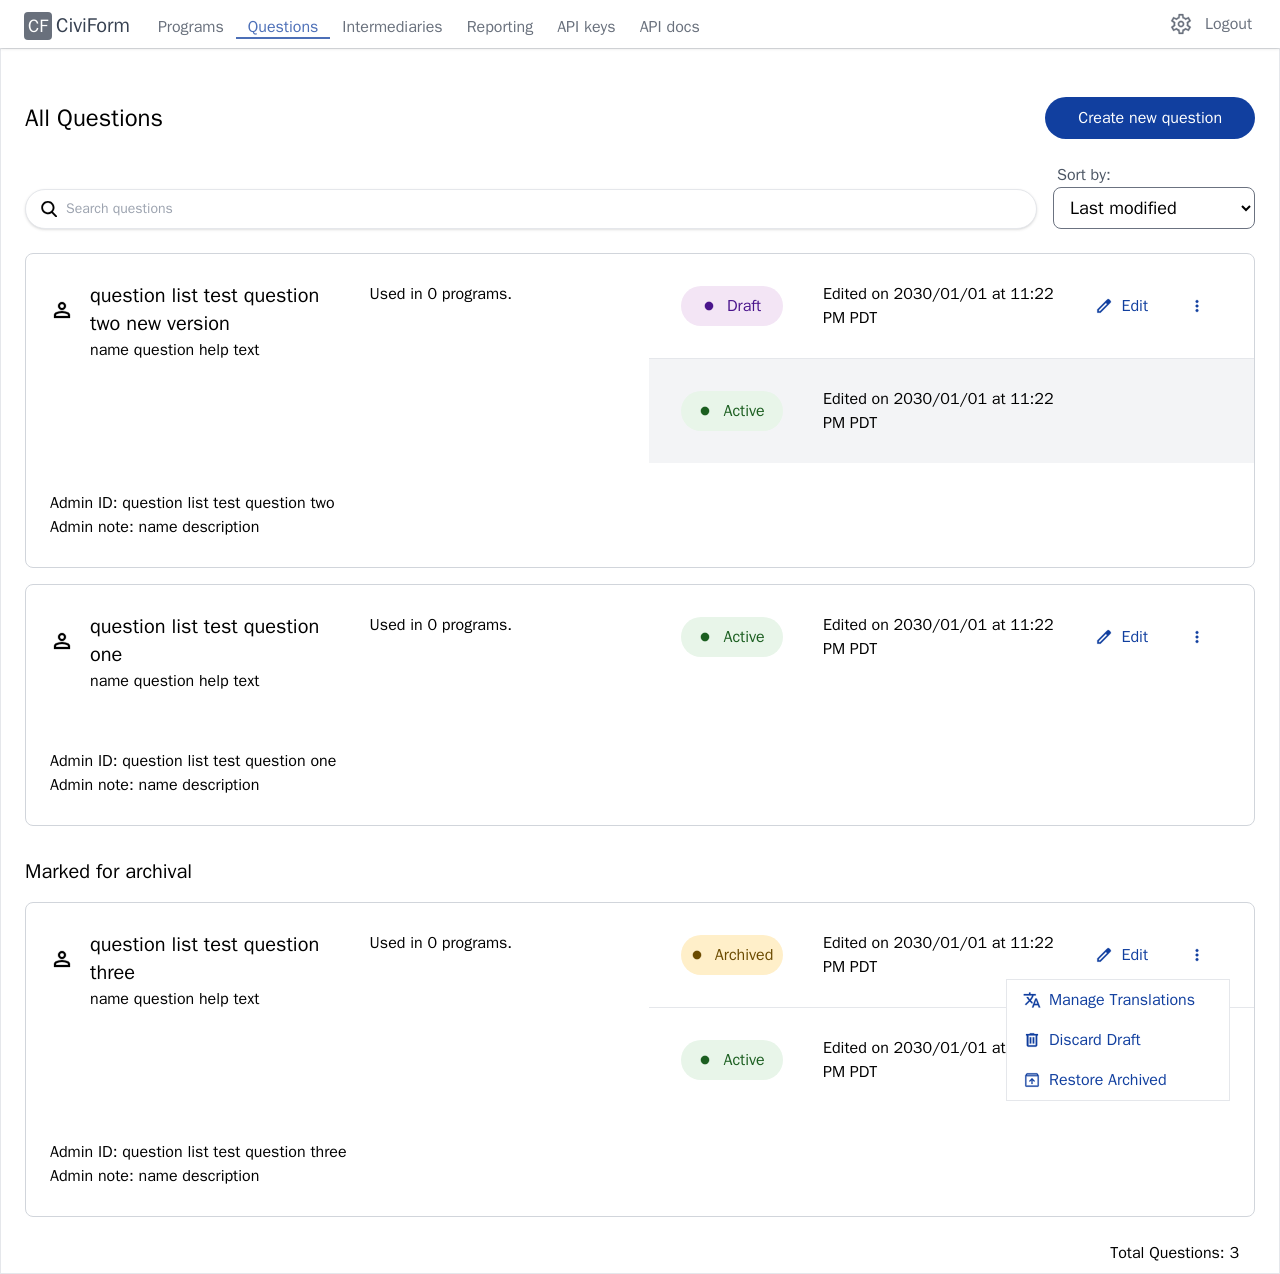 CF CiviForm Programs Questions Intermediaries Reporting API keys API docs Logout
All Questions
Create new question
Sort by:
Search questions
Last modified
question list test question
two new version
name question help text
Used in 0 programs.
Draft
Edited on 2030/01/01 at 11:22
PM PDT
Edit
Active
Edited on 2030/01/01 at 11:22
PM PDT
Admin ID: question list test question two
Admin note: name description
question list test question
one
name question help text
Used in 0 programs.
Active
Edited on 2030/01/01 at 11:22
PM PDT
Edit
Admin ID: question list test question one
Admin note: name description
Marked for archival
question list test question
three
name question help text
Used in 0 programs.
Archived
Edited on 2030/01/01 at 11:22
PM PDT
Edit
Manage Translations
Discard Draft
Restore Archived
Active
Edited on 2030/01/01 at
PM PDT
Admin ID: question list test question three
Admin note: name description
Total Questions: 3